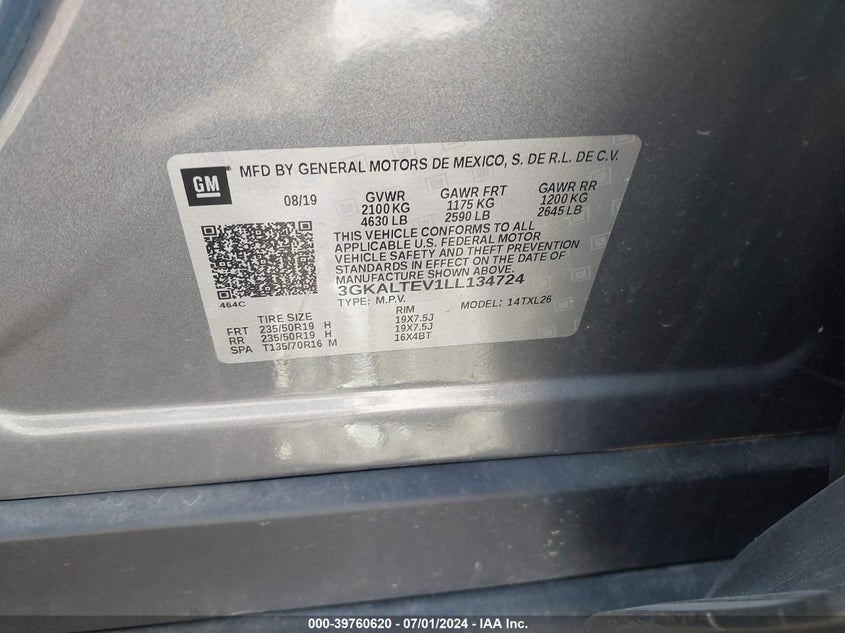 MFD BY GENERAL MOTORS DE MEXICO, S. DE R.L. DE C.V.
GM
08/19 GVWR GAWR FRT GAWR RR
2100 KG 1175 KG 1200 KG
4630 LB 2590 LB 2645 LB
THIS VEHICLE CONFORMS TO ALL
APPLICABLE U.S. FEDERAL MOTOR
VEHICLE SAFETY AND THEFT PREVENTION
STANDARDS IN EFFECT ON THE DATE OF
MANUFACTURE SHOWN ABOVE.
464C
3GKALTEV1LL134724
TYPE: M.P.V. MODEL: 14TXL26
TIRE SIZE RIM
FRT 235/50R19 H 19X7.5J
RR 235/50R19 H 19X7.5J
SPA T135/70R16 M 16X4BT
000-39760620 - 07/01/2024 - IAA Inc.